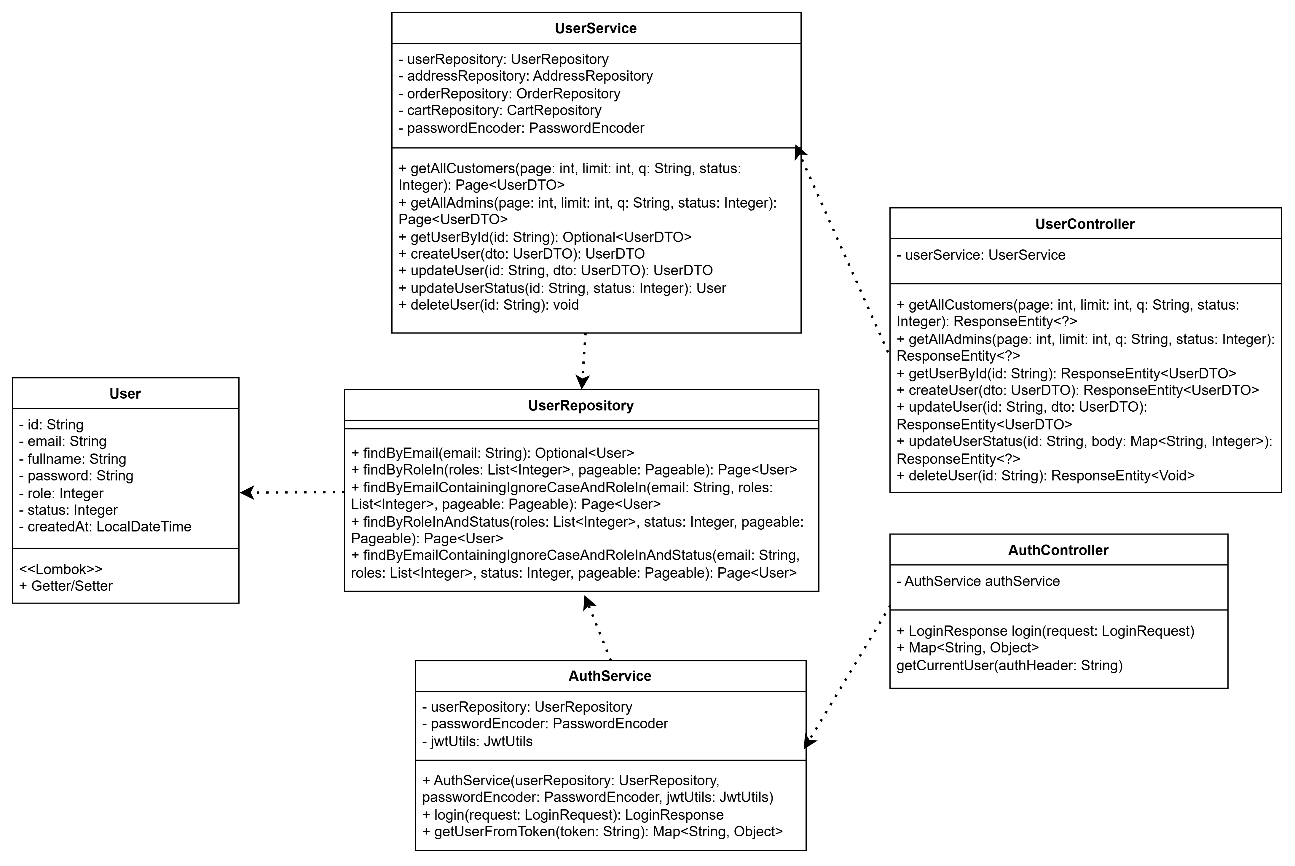 UserService
- userRepository: UserRepository
- addressRepository: AddressRepository
- orderRepository: OrderRepository
- cartRepository: CartRepository
- passwordEncoder: PasswordEncoder
+ getAllCustomers(page: int, limit: int, q: String, status:
Integer): Page<UserDTO>
+ getAllAdmins(page: int, limit: int, q: String, status: Integer):
Page<UserDTO>
+ getUserById(id: String): Optional<UserDTO>
+ createUser(dto: UserDTO): UserDTO
+ updateUser(id: String, dto: UserDTO): UserDTO
+ updateUserStatus(id: String, status: Integer): User
+ deleteUser(id: String): void
UserController
- userService: UserService
+ getAllCustomers(page: int, limit: int, q: String, status:
Integer): ResponseEntity<?>
+ getAllAdmins(page: int, limit: int, q: String, status: Integer):
ResponseEntity<?>
+ getUserById(id: String): ResponseEntity<UserDTO>
+ createUser(dto: UserDTO): ResponseEntity<UserDTO>
+ updateUser(id: String, dto: UserDTO):
ResponseEntity<UserDTO>
+ updateUserStatus(id: String, body: Map<String, Integer>):
ResponseEntity<?>
+ deleteUser(id: String): ResponseEntity<Void>
User
- id: String
- email: String
- fullname: String
- password: String
- role: Integer
- status: Integer
- createdAt: LocalDateTime
<<Lombok>>
+ Getter/Setter
UserRepository
+ findByEmail(email: String): Optional<User>
+ findByRoleIn(roles: List<Integer>, pageable: Pageable): Page<User>
+ findByEmailContainingIgnoreCaseAndRoleIn(email: String, roles:
List<Integer>, pageable: Pageable): Page<User>
+ findByRoleInAndStatus(roles: List<Integer>, status: Integer, pageable:
Pageable): Page<User>
+ findByEmailContainingIgnoreCaseAndRoleInAndStatus(email: String,
roles: List<Integer>, status: Integer, pageable: Pageable): Page<User>
AuthController
- AuthService authService
+ LoginResponse login(request: LoginRequest)
+ Map<String, Object>
getCurrentUser(authHeader: String)
AuthService
- userRepository: UserRepository
- passwordEncoder: PasswordEncoder
- jwtUtils: JwtUtils
+ AuthService(userRepository: UserRepository,
passwordEncoder: PasswordEncoder, jwtUtils: JwtUtils)
+ login(request: LoginRequest): LoginResponse
+ getUserFromToken(token: String): Map<String, Object>